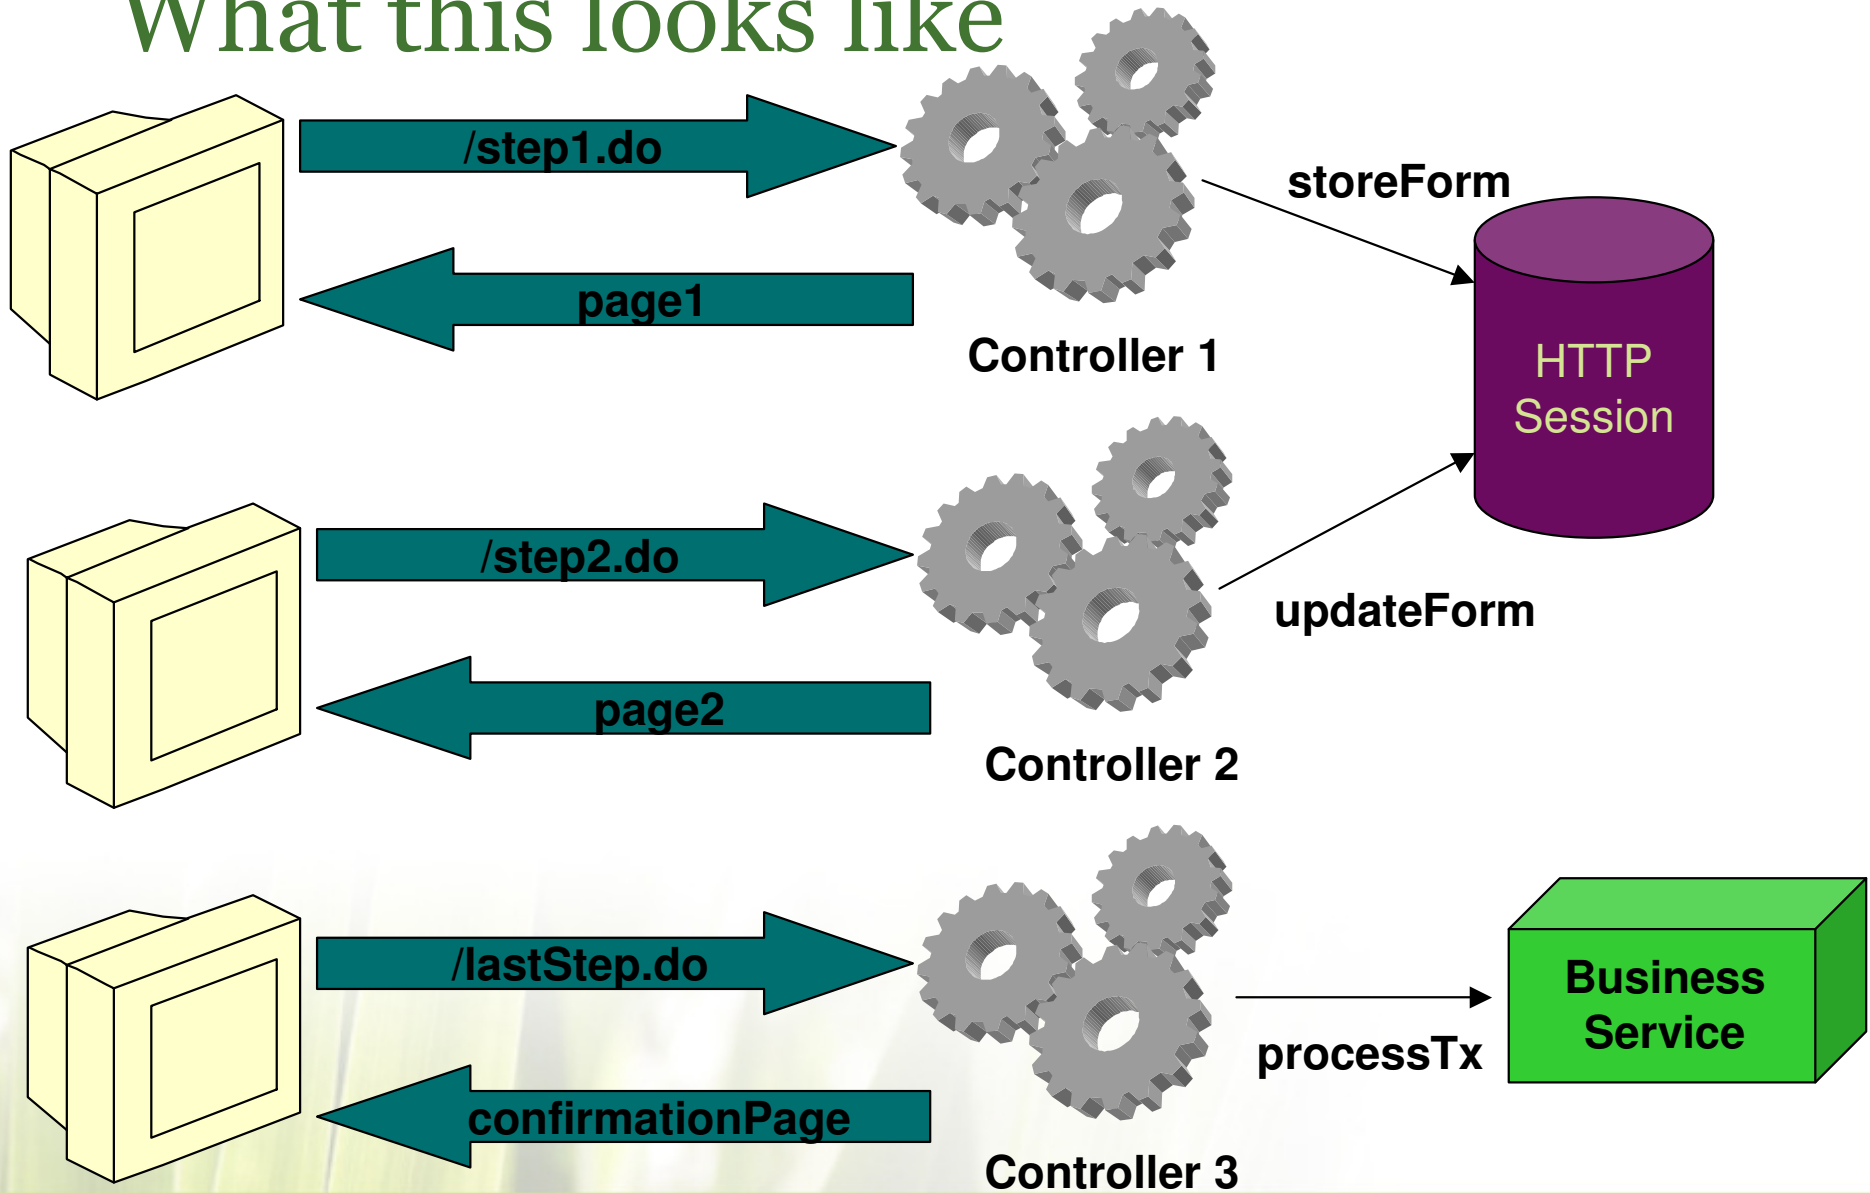 What this looks like
/step1.do
storeForm
page1
Controller 1
HTTP
Session
/step2.do
updateForm
page2
Controller 2
/lastStep.do
Business
Service
processTx
confirmationPage
Controller 3